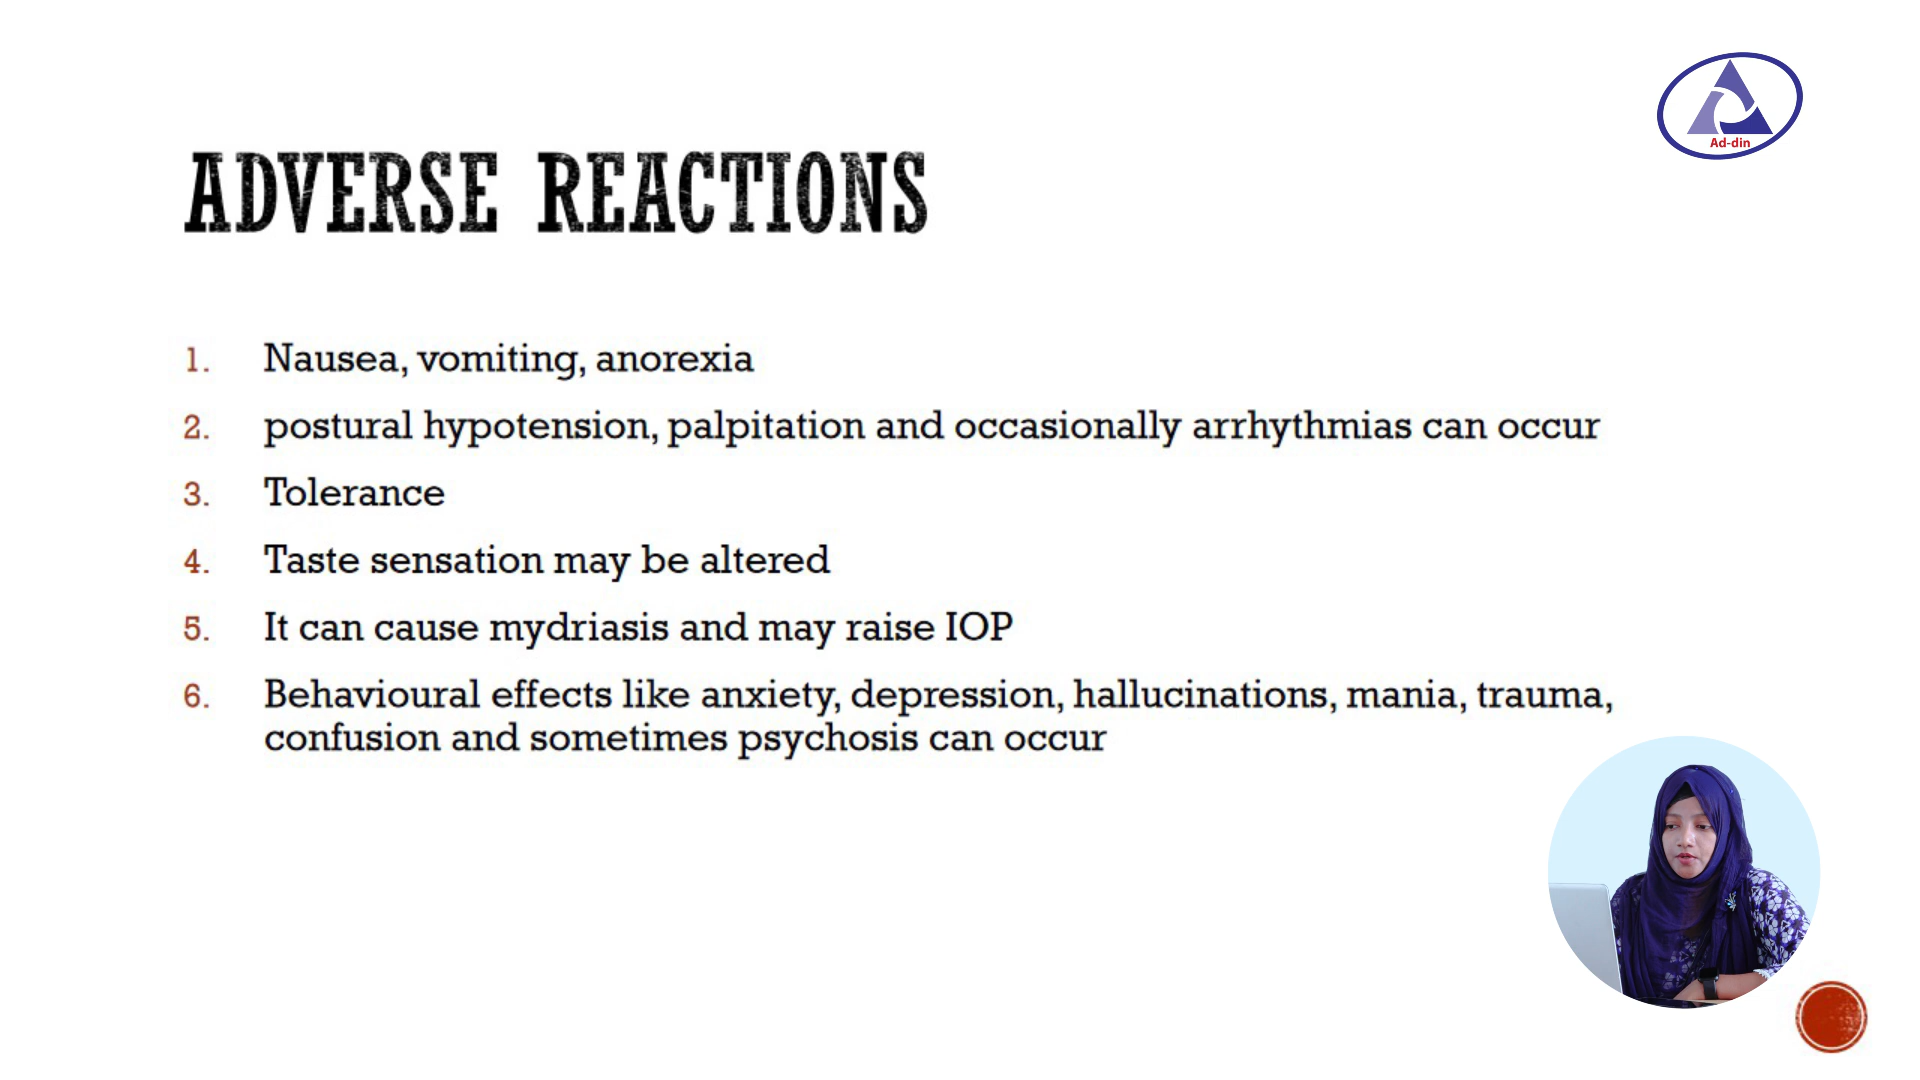 Ad-din
ADVERSE REACTIONS
1. Nausea, vomiting, anorexia
2. postural hypotension, palpitation and occasionally arrhythmias can occur
3. Tolerance
4. Taste sensation may be altered
5. It can cause mydriasis and may raise IOP
6. Behavioural effects like anxiety, depression, hallucinations, mania, trauma,
confusion and sometimes psychosis can occur